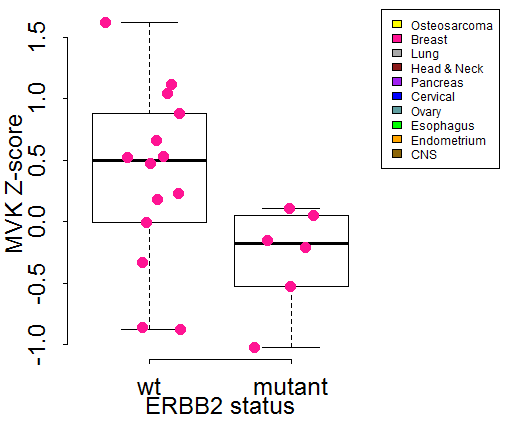 MVK Z-score
1.5
1.0
0.5
0.0
-0.5
-1.0
wt mutant
ERBB2 status
Osteosarcoma
Breast
Lung
Head & Neck
Pancreas
Cervical
Ovary
Esophagus
Endometrium
CNS